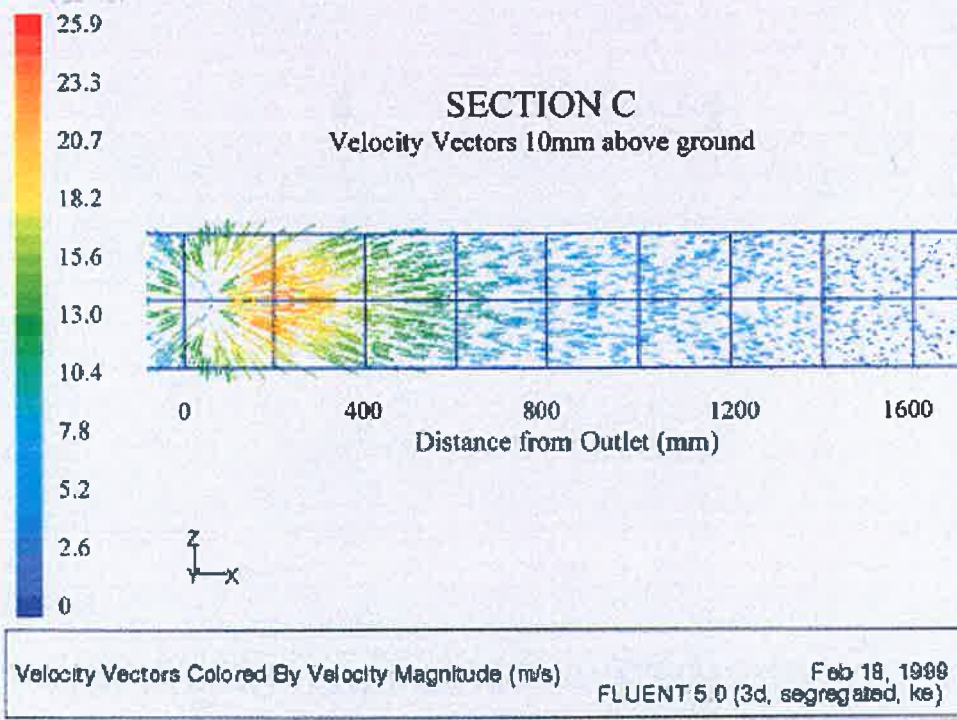 25.9
23.3
20.7
18.2
15.6
13.0
10.4
7.8
5.2
2.6
0
SECTION C
Velocity Vectors 10mm above ground
0 400 800 1200 1600
Distance from Outlet (mm)
Z
Y X
Velocity Vectors Colored By Velocity Magnitude (m/s)
Feb 18, 1999
FLUENT 5.0 (3d, segregated, ke)